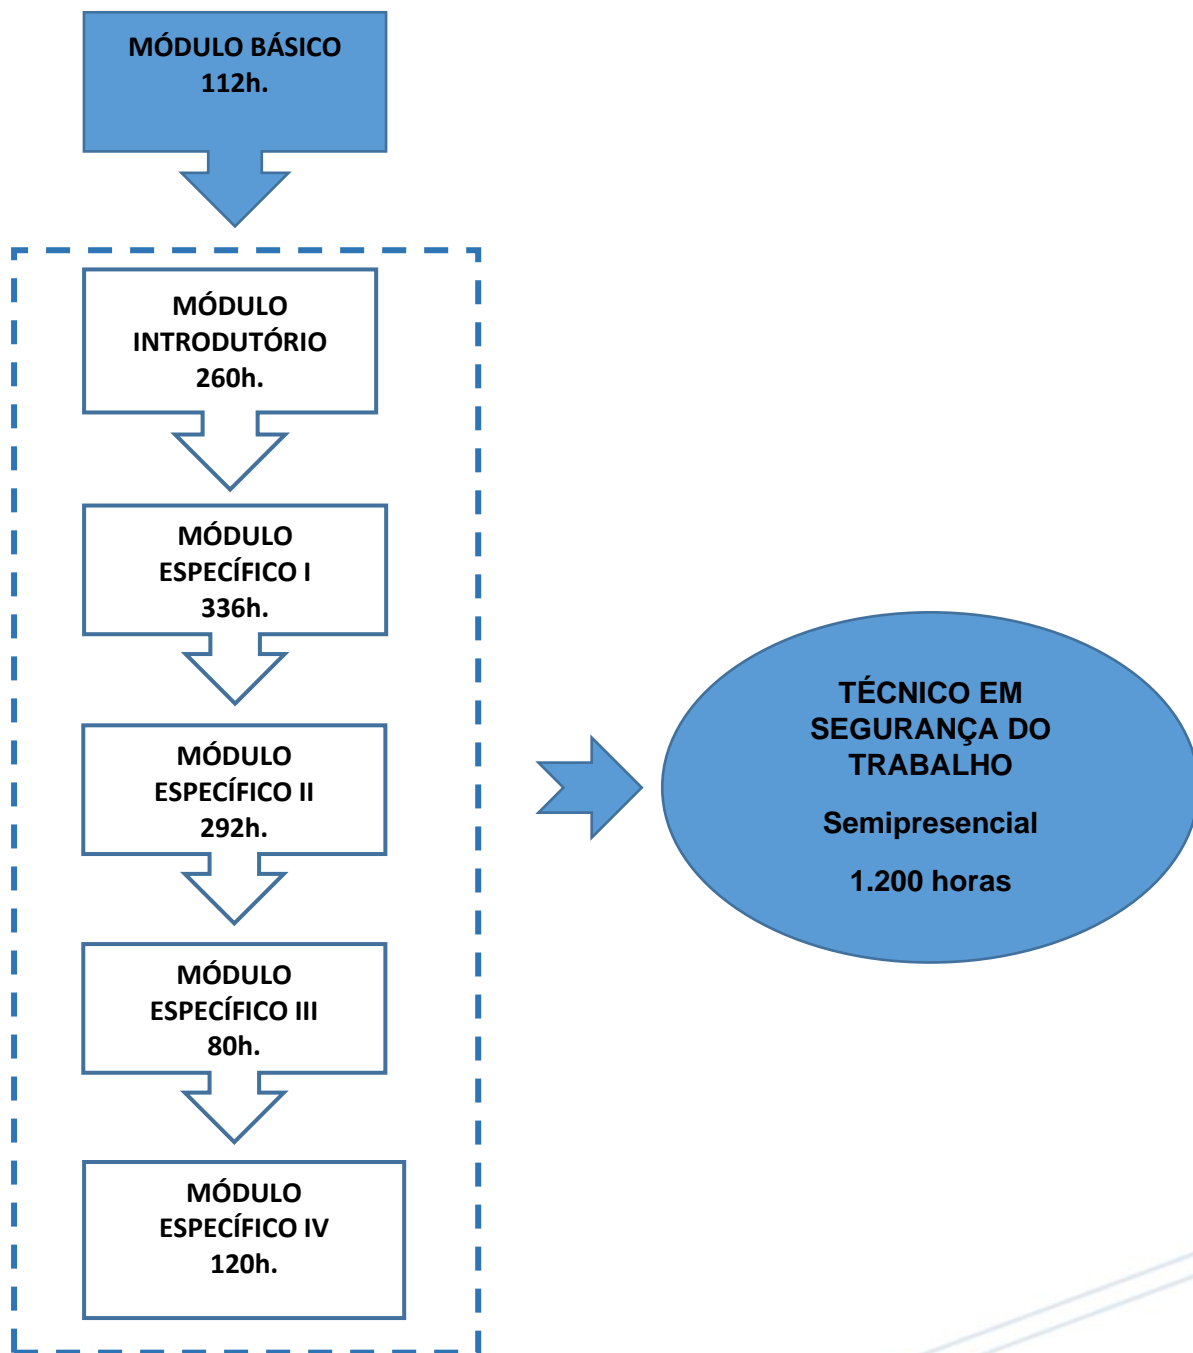 MÓDULO BÁSICO
112h.
MÓDULO
INTRODUTÓRIO
260h.
MÓDULO
ESPECÍFICO I
336h.
MÓDULO
ESPECÍFICO II
292h.
MÓDULO
ESPECÍFICO III
80h.
MÓDULO
ESPECÍFICO IV
120h.
TÉCNICO EM
SEGURANÇA DO
TRABALHO
Semipresencial
1.200 horas